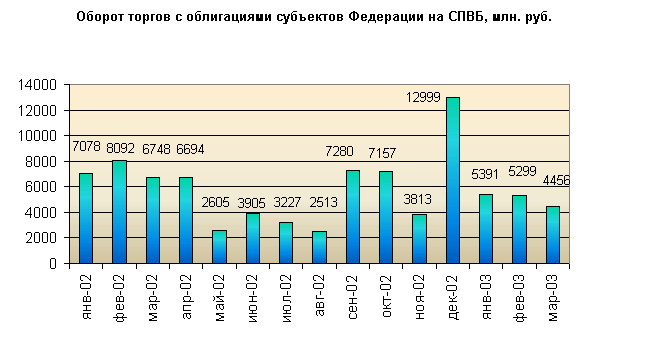 Оборот торгов с облигациями субъектов Федерации на СПВБ, млн. руб.
14000
12000
10000
8000
6000
4000
2000
0
7078
8092
6748
6694
2605
3905
3227
2513
7280
7157
3813
12999
5391
5299
4456
янв-02
фев-02
мар-02
апр-02
май-02
июн-02
июл-02
авг-02
сен-02
окт-02
ноя-02
дек-02
янв-03
фев-03
мар-03